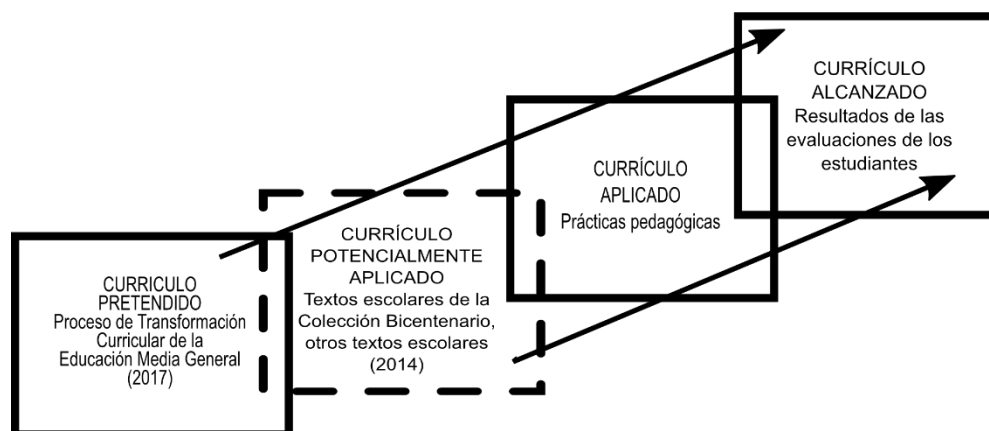 CURRICULO
PRETENDIDO
Proceso de Transformación
Curricular de la
Educación Media General
(2017)
CURRÍCULO
POTENCIALMENTE
APLICADO
Textos escolares de la
Colección Bicentenario,
otros textos escolares
(2014)
CURRÍCULO
APLICADO
Prácticas pedagógicas
CURRÍCULO
ALCANZADO
Resultados de las
evaluaciones de los
estudiantes